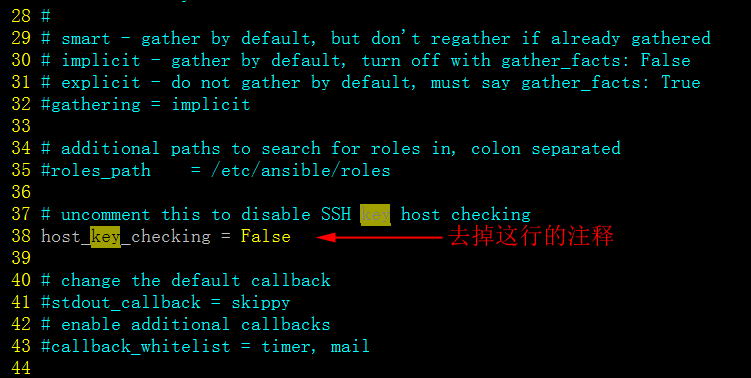 28 #
29 # smart - gather by default, but don't regather if already gathered
30 # implicit - gather by default, turn off with gather_facts: False
31 # explicit - do not gather by default, must say gather_facts: True
32 #gathering = implicit
33
34 # additional paths to search for roles in, colon separated
35 #roles_path    = /etc/ansible/roles
36
37 # uncomment this to disable SSH key host checking
38 host_key_checking = False 去掉这行的注释
39
40 # change the default callback
41 #stdout_callback = skippy
42 # enable additional callbacks
43 #callback_whitelist = timer, mail
44